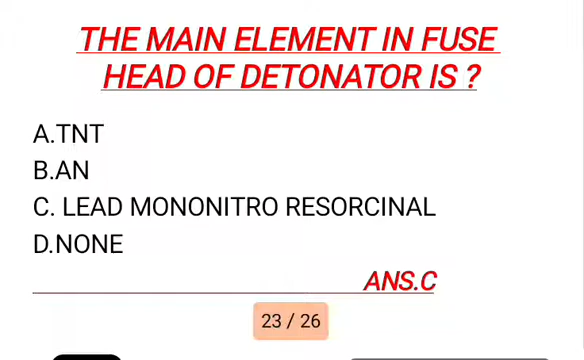 THE MAIN ELEMENT IN FUSE
HEAD OF DETONATOR IS ?
A.TNT
B.AN
C. LEAD MONONITRO RESORCINAL
D.NONE
ANS.C
23 / 26